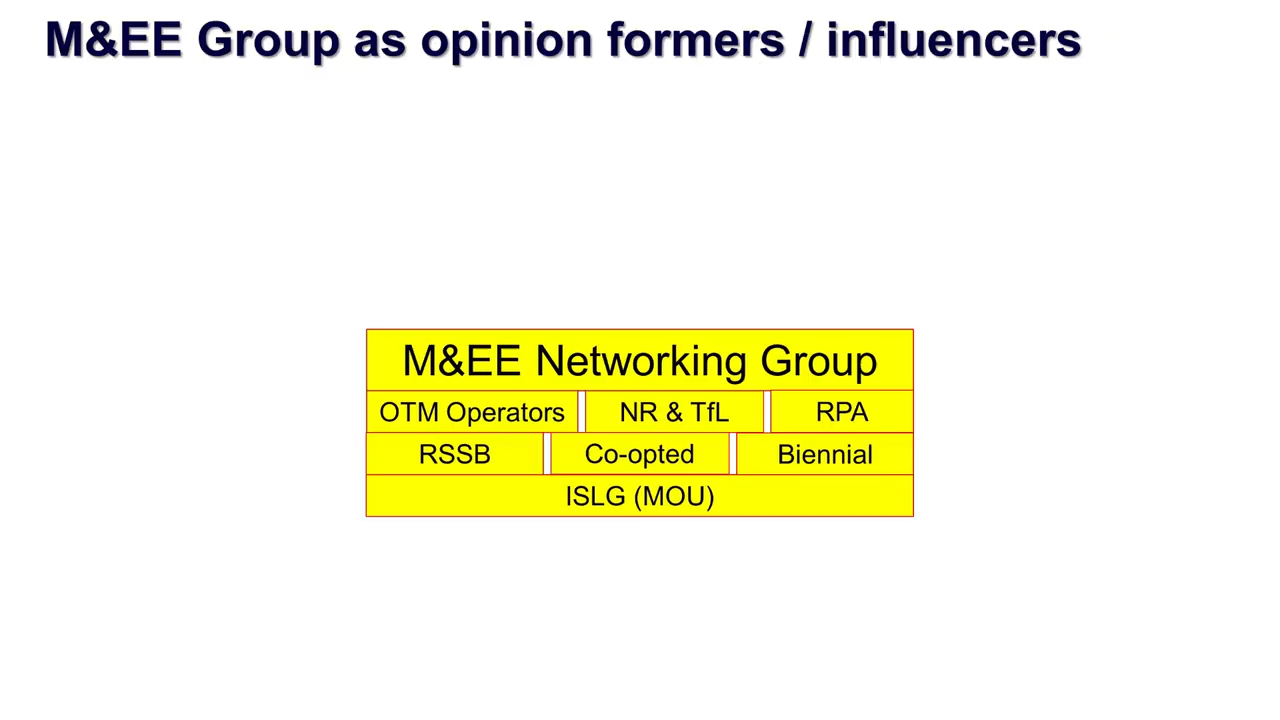 M&EE Group as opinion formers / influencers
M&EE Networking Group
OTM Operators NR & TfL RPA
RSSB Co-opted Biennial
ISLG (MOU)